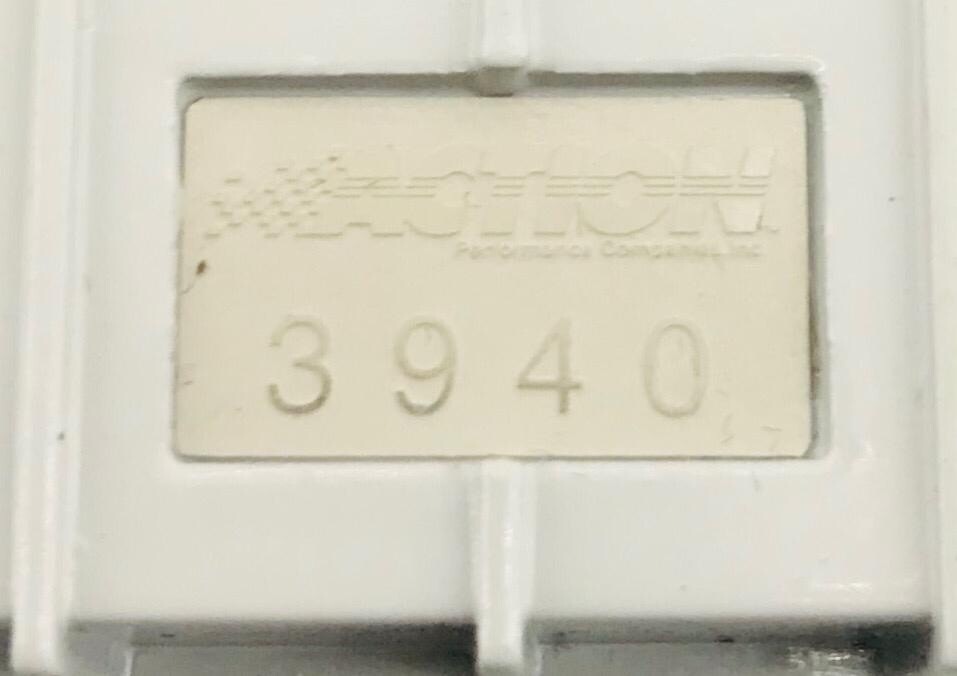 ACTION
Performance Companies, Inc.
3940